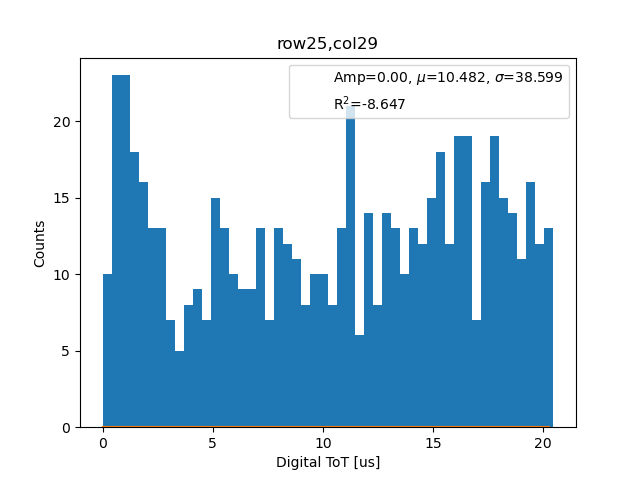 row25,col29
Amp=0.00, μ=10.482, σ=38.599
R²=-8.647
20
15
10
5
0
Counts
0 5 10 15 20
Digital ToT [us]